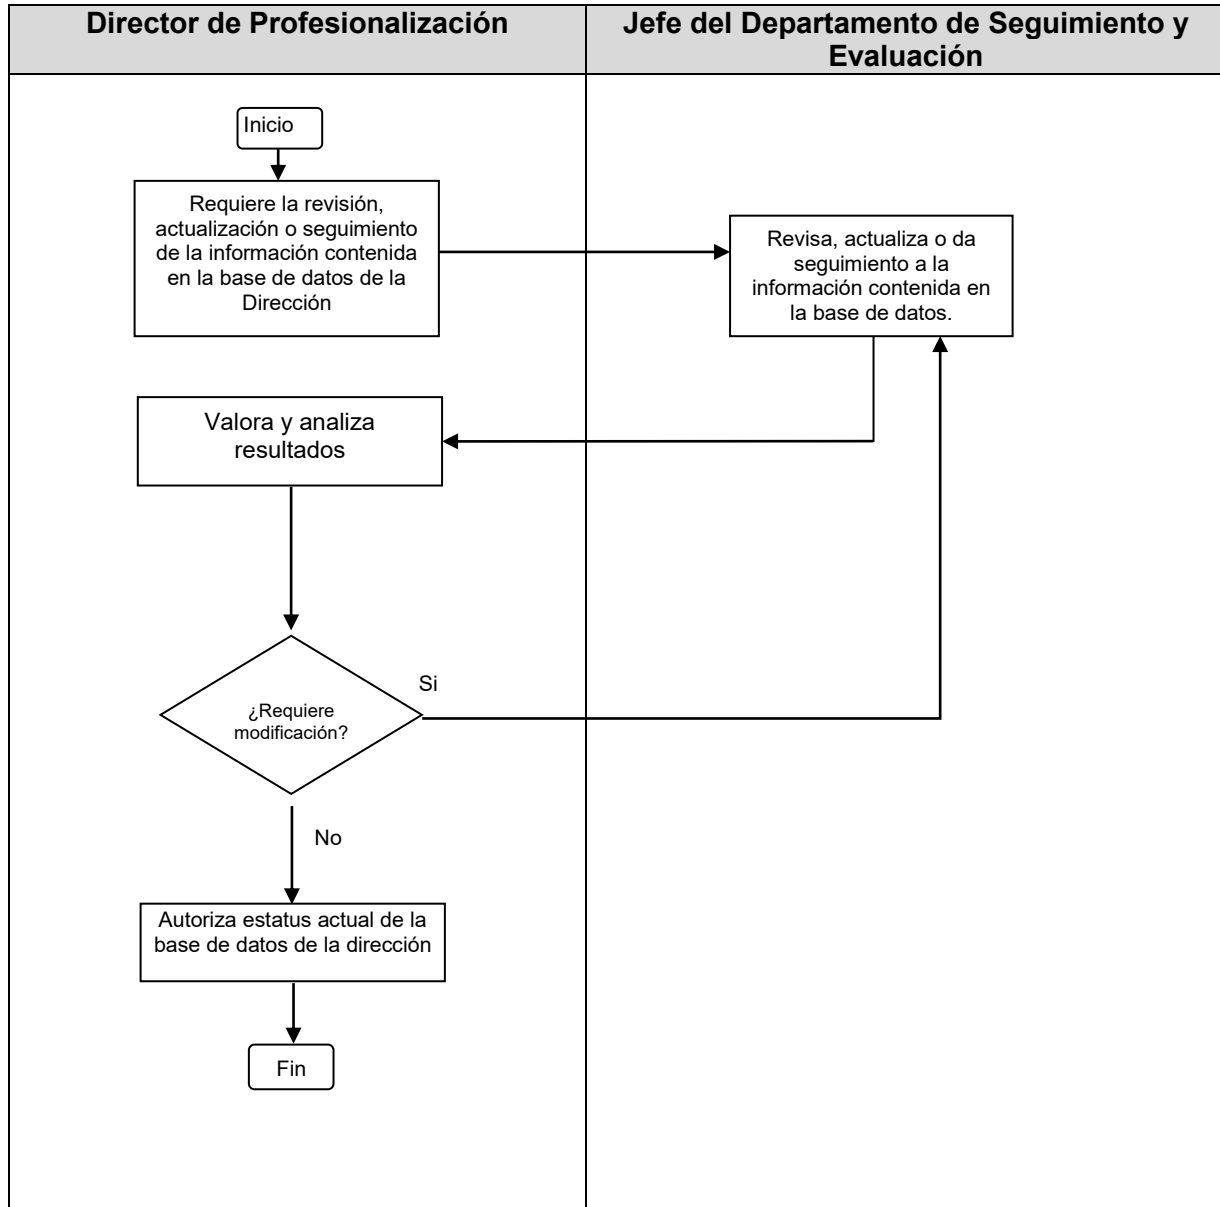 Director de Profesionalización
Jefe del Departamento de Seguimiento y
Evaluación
Inicio
Requiere la revisión,
actualización o seguimiento
de la información contenida
en la base de datos de la
Dirección
Revisa, actualiza o da
seguimiento a la
información contenida en
la base de datos.
Valora y analiza
resultados
¿Requiere
modificación?
Si
No
Autoriza estatus actual de la
base de datos de la dirección
Fin